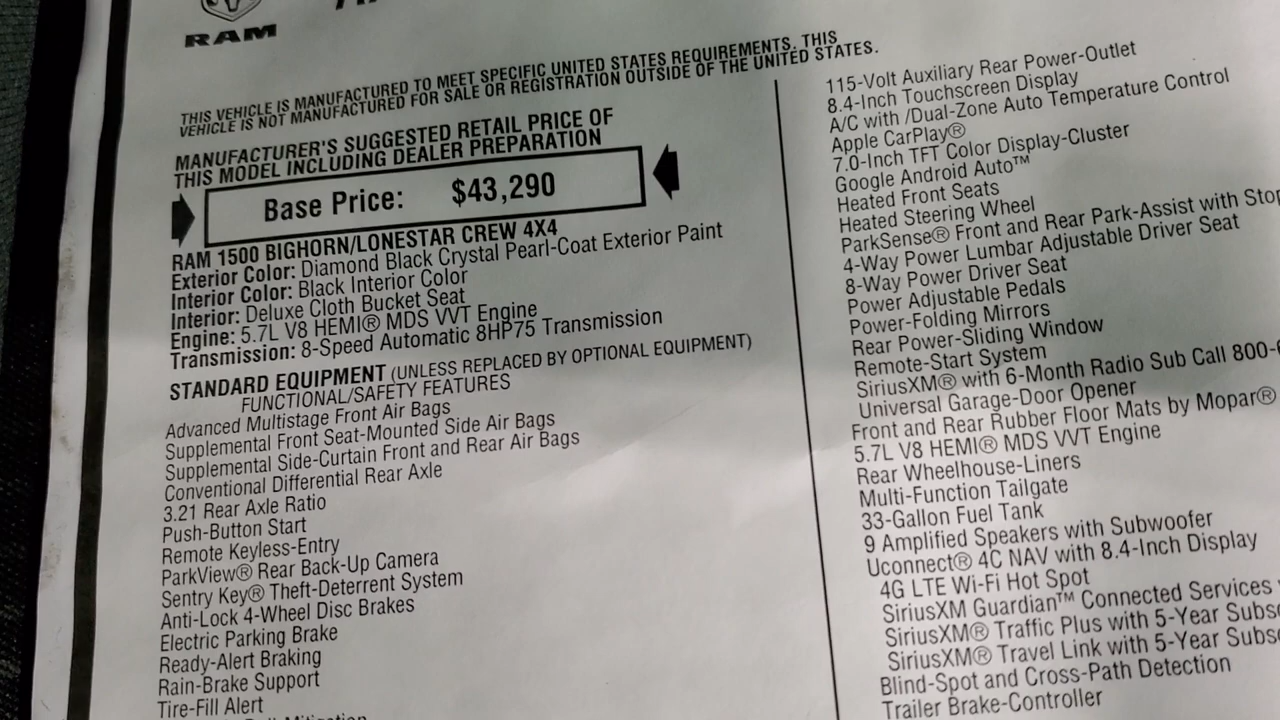 RAM
THIS VEHICLE IS MANUFACTURED TO MEET SPECIFIC UNITED STATES REQUIREMENTS. THIS
VEHICLE IS NOT MANUFACTURED FOR SALE OR REGISTRATION OUTSIDE OF THE UNITED STATES.
MANUFACTURER'S SUGGESTED RETAIL PRICE OF
THIS MODEL INCLUDING DEALER PREPARATION
Base Price: $43,290
RAM 1500 BIGHORN/LONESTAR CREW 4X4
Exterior Color: Diamond Black Crystal Pearl-Coat Exterior Paint
Interior Color: Black Interior Color
Interior: Deluxe Cloth Bucket Seat
Engine: 5.7L V8 HEMI® MDS VVT Engine
Transmission: 8-Speed Automatic 8HP75 Transmission
STANDARD EQUIPMENT (UNLESS REPLACED BY OPTIONAL EQUIPMENT)
FUNCTIONAL/SAFETY FEATURES
Advanced Multistage Front Air Bags
Supplemental Front Seat-Mounted Side Air Bags
Supplemental Side-Curtain Front and Rear Air Bags
Conventional Differential Rear Axle
3.21 Rear Axle Ratio
Push-Button Start
Remote Keyless-Entry
ParkView® Rear Back-Up Camera
Sentry Key® Theft-Deterrent System
Anti-Lock 4-Wheel Disc Brakes
Electric Parking Brake
Ready-Alert Braking
Rain-Brake Support
Tire-Fill Alert
115-Volt Auxiliary Rear Power-Outlet
8.4-Inch Touchscreen Display
A/C with /Dual-Zone Auto Temperature Control
Apple CarPlay®
7.0-Inch TFT Color Display-Cluster
Google Android Auto™
Heated Front Seats
Heated Steering Wheel
ParkSense® Front and Rear Park-Assist with Stop
4-Way Power Lumbar Adjustable Driver Seat
8-Way Power Driver Seat
Power Adjustable Pedals
Power-Folding Mirrors
Rear Power-Sliding Window
Remote-Start System
SiriusXM® with 6-Month Radio Sub Call 800-6
Universal Garage-Door Opener
Front and Rear Rubber Floor Mats by Mopar®
5.7L V8 HEMI® MDS VVT Engine
Rear Wheelhouse-Liners
Multi-Function Tailgate
33-Gallon Fuel Tank
9 Amplified Speakers with Subwoofer
Uconnect® 4C NAV with 8.4-Inch Display
4G LTE Wi-Fi Hot Spot
SiriusXM Guardian™ Connected Services
SiriusXM® Traffic Plus with 5-Year Subs
SiriusXM® Travel Link with 5-Year Subs
Blind-Spot and Cross-Path Detection
Trailer Brake-Controller